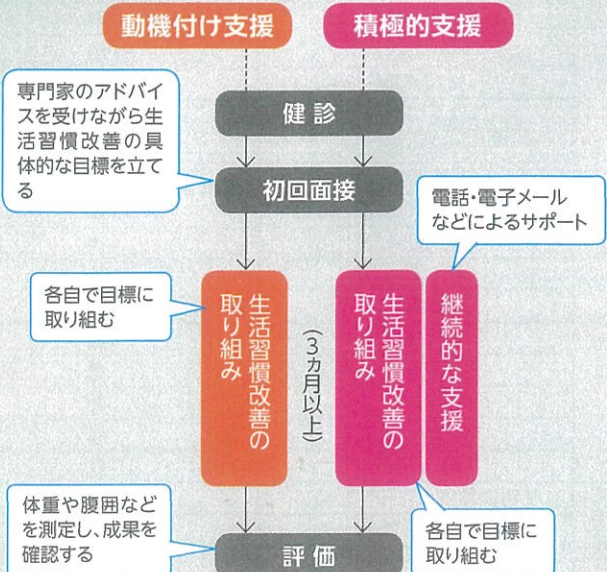 動機付け支援
積極的支援
専門家のアドバイ
スを受けながら生
活習慣改善の具
体的な目標を立て
る
健診
初回面接
電話・電子メール
などによるサポート
各自で目標に
取り組む
生活習慣改善の
取り組み
(3ヵ月以上)
生活習慣改善の
取り組み
継続的な支援
体重や腹囲など
を測定し、成果を
確認する
評価
各自で目標に
取り組む